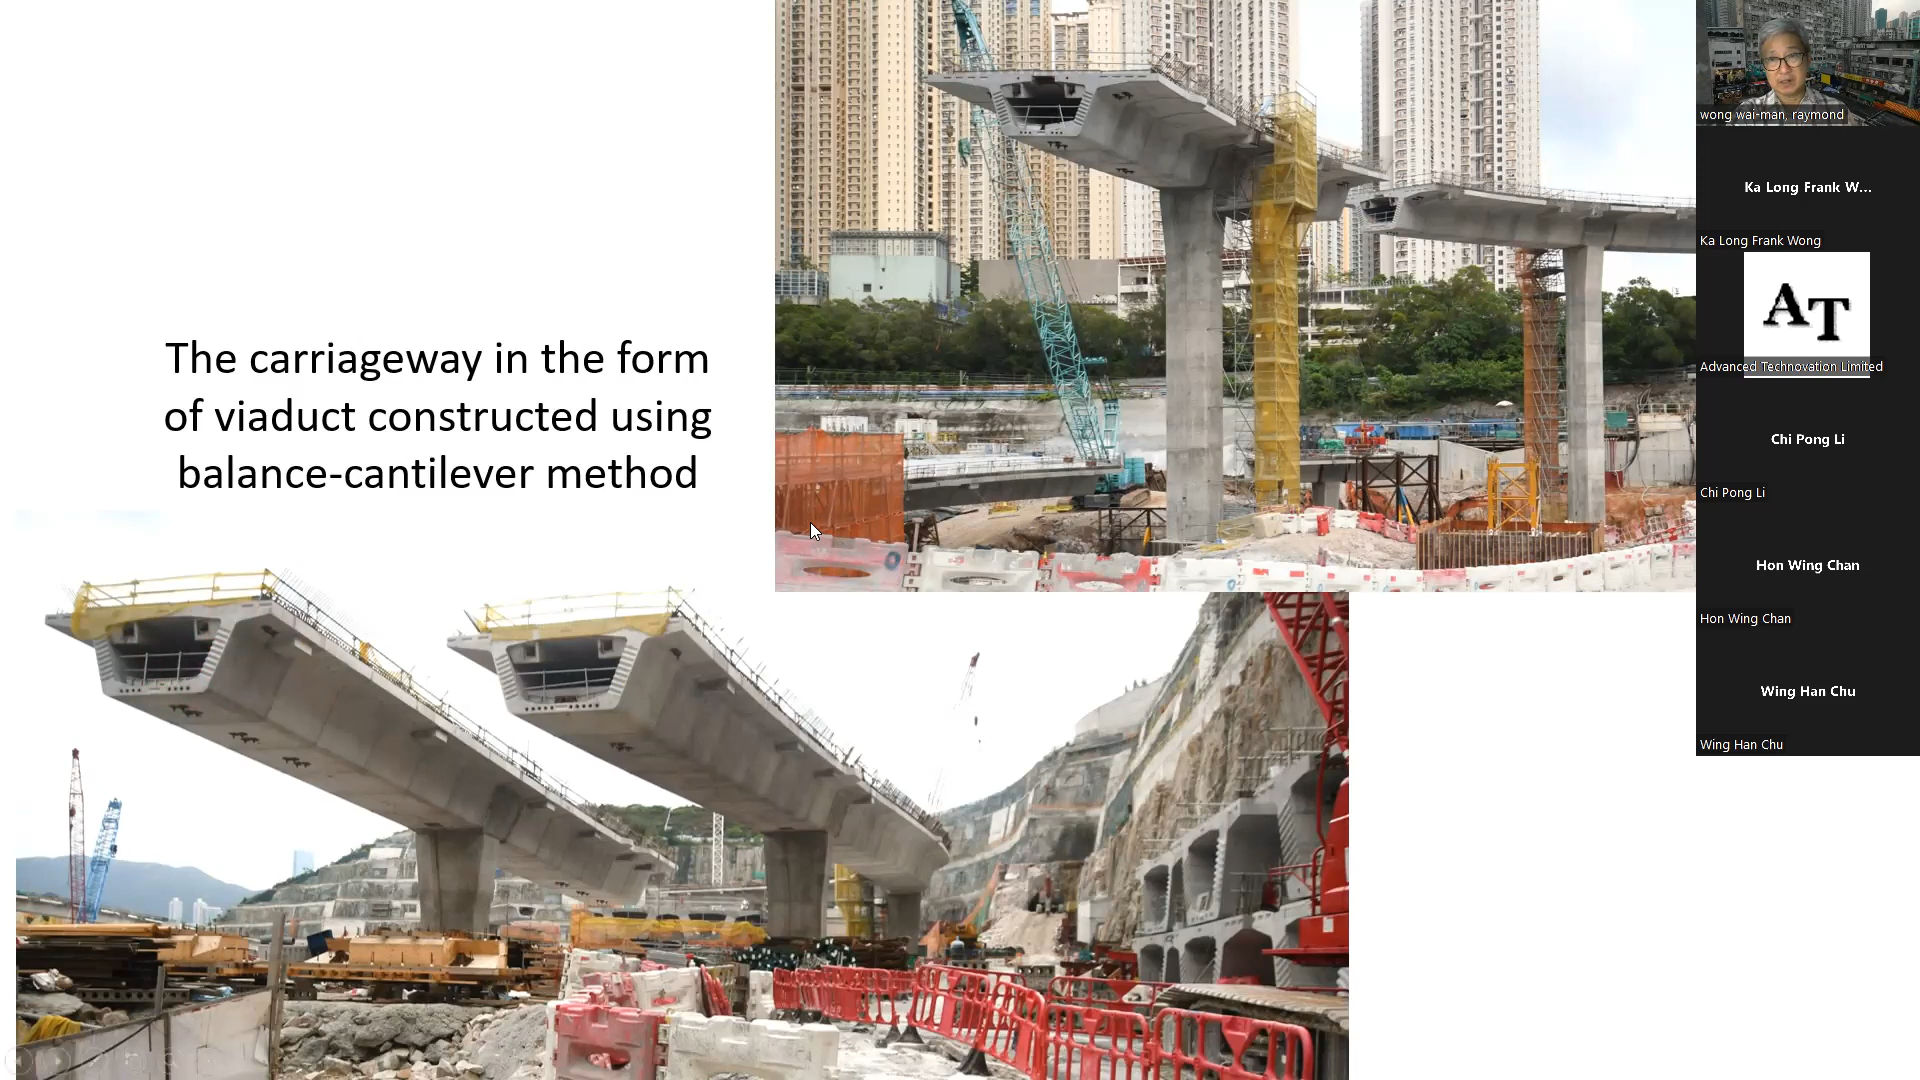 The carriageway in the form
of viaduct constructed using
balance-cantilever method
wong wai-man, raymond
Ka Long Frank W...
Ka Long Frank Wong
AT
Advanced Technovation Limited
Chi Pong Li
Chi Pong Li
Hon Wing Chan
Hon Wing Chan
Wing Han Chu
Wing Han Chu